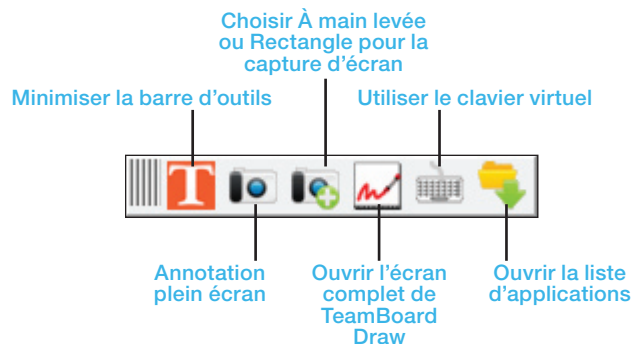 Choisir À main levée
ou Rectangle pour la
capture d'écran
Minimiser la barre d'outils
Utiliser le clavier virtuel
T
Annotation
plein écran
Ouvrir l'écran
complet de
TeamBoard
Draw
Ouvrir la liste
d'applications